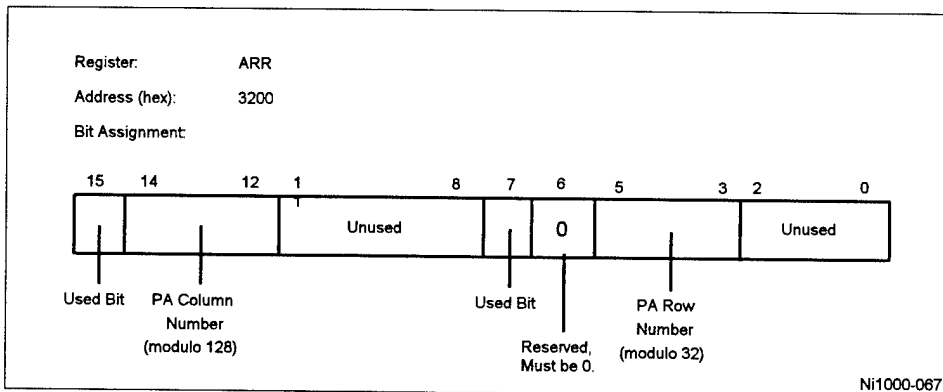 Register: ARR
Address (hex): 3200
Bit Assignment:
15 14 12 1 8 7 6 5 3 2 0
Unused 0 Unused
Used Bit PA Column Number (modulo 128) Used Bit Reserved, Must be 0. PA Row Number (modulo 32)
Ni1000-067